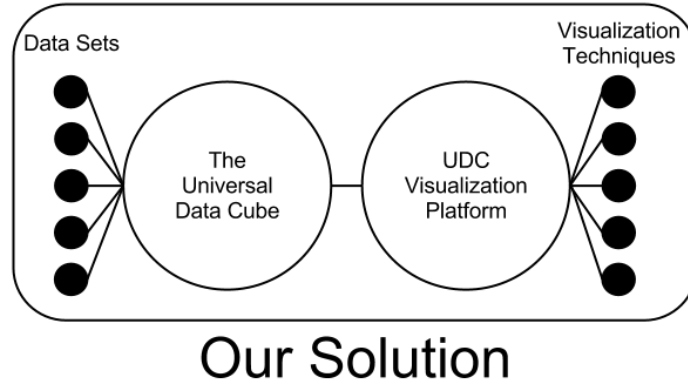 Data Sets
Visualization
Techniques
The
Universal
Data Cube
UDC
Visualization
Platform
Our Solution